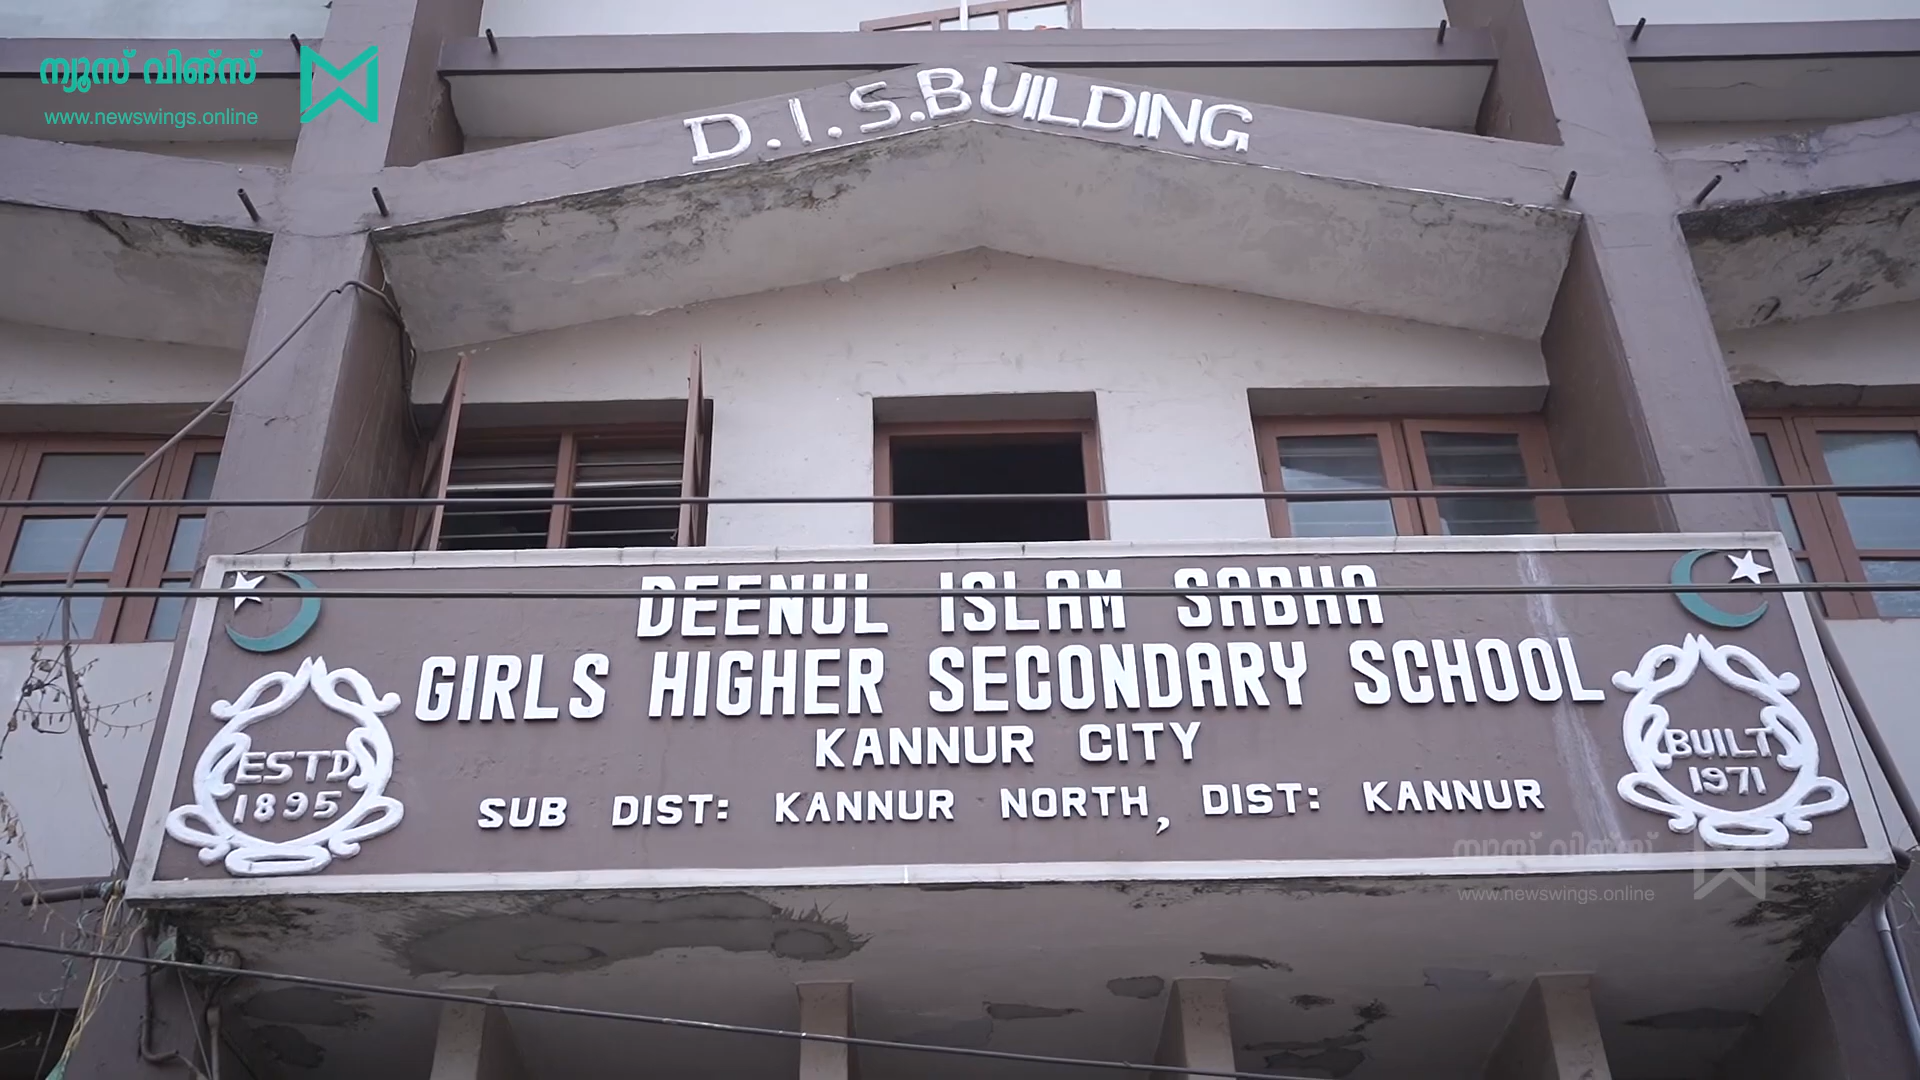 ന്യൂസ് വിങ്സ്
www.newswings.online
D.I.S.BUILDING
DEENUL ISLAM SABHA
GIRLS HIGHER SECONDARY SCHOOL
KANNUR CITY
SUB DIST: KANNUR NORTH, DIST: KANNUR
ESTD
1895
BUILT
1971
ന്യൂസ് വിങ്സ്
www.newswings.online